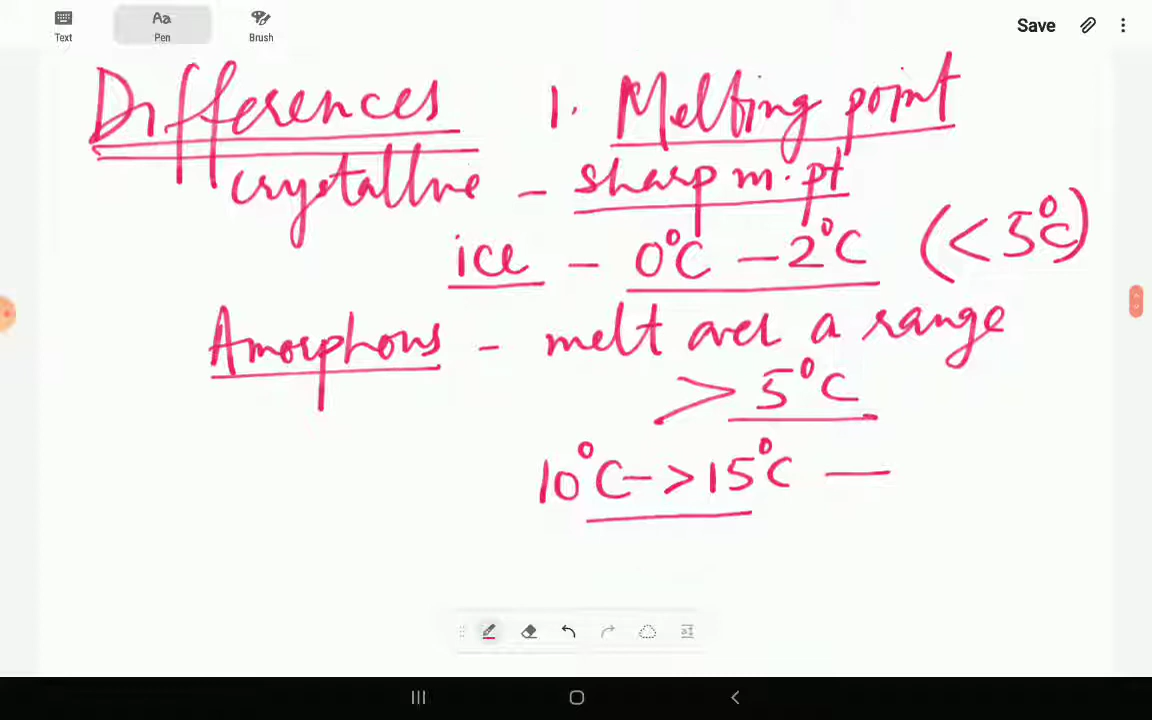 Text
Aa
Pen
Brush
Save
Differences 1. Melting point
crystalline - sharp m.pt
ice - 0°C - 2°C (< 5°C)
Amorphous - melt over a range
> 5°C
10°C -> 15°C —